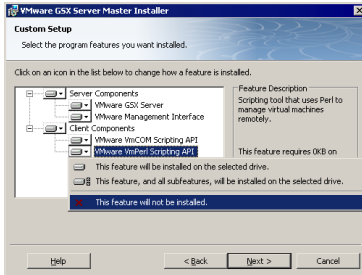 VMware GSX Server Master Installer
Custom Setup
Select the program features you want installed.
Click on an icon in the list below to change how a feature is installed.
Server Components
VMware GSX Server
VMware Management Interface
Client Components
VMware VmCOM Scripting API
VMware VmPerl Scripting API
Feature Description
Scripting tool that uses Perl to
manage virtual machines
remotely.
This feature requires 0KB on
This feature will be installed on the selected drive.
This feature, and all subfeatures, will be installed on the selected drive.
This feature will not be installed.
Help
< Back
Next >
Cancel